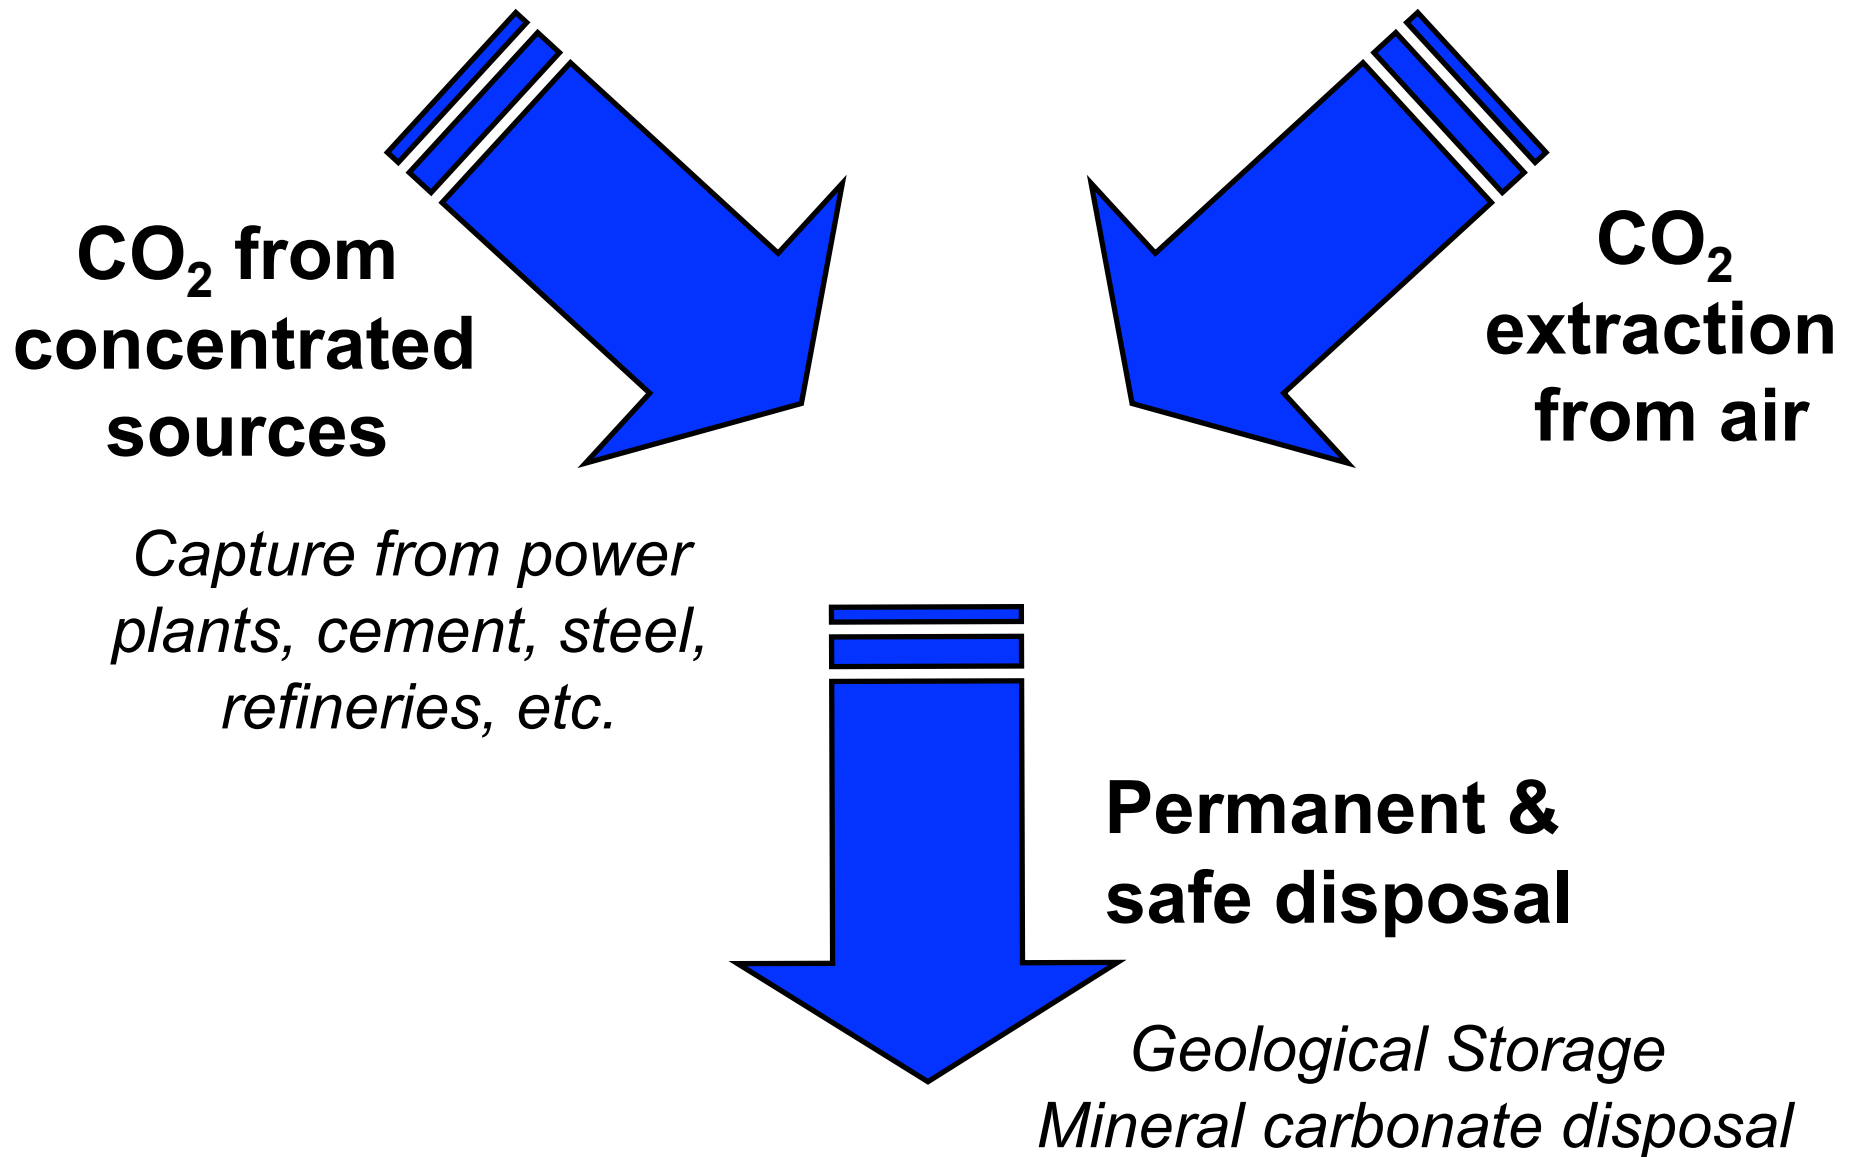 CO₂ from
concentrated
sources
CO₂
extraction
from air
Capture from power
plants, cement, steel,
refineries, etc.
Permanent &
safe disposal
Geological Storage
Mineral carbonate disposal